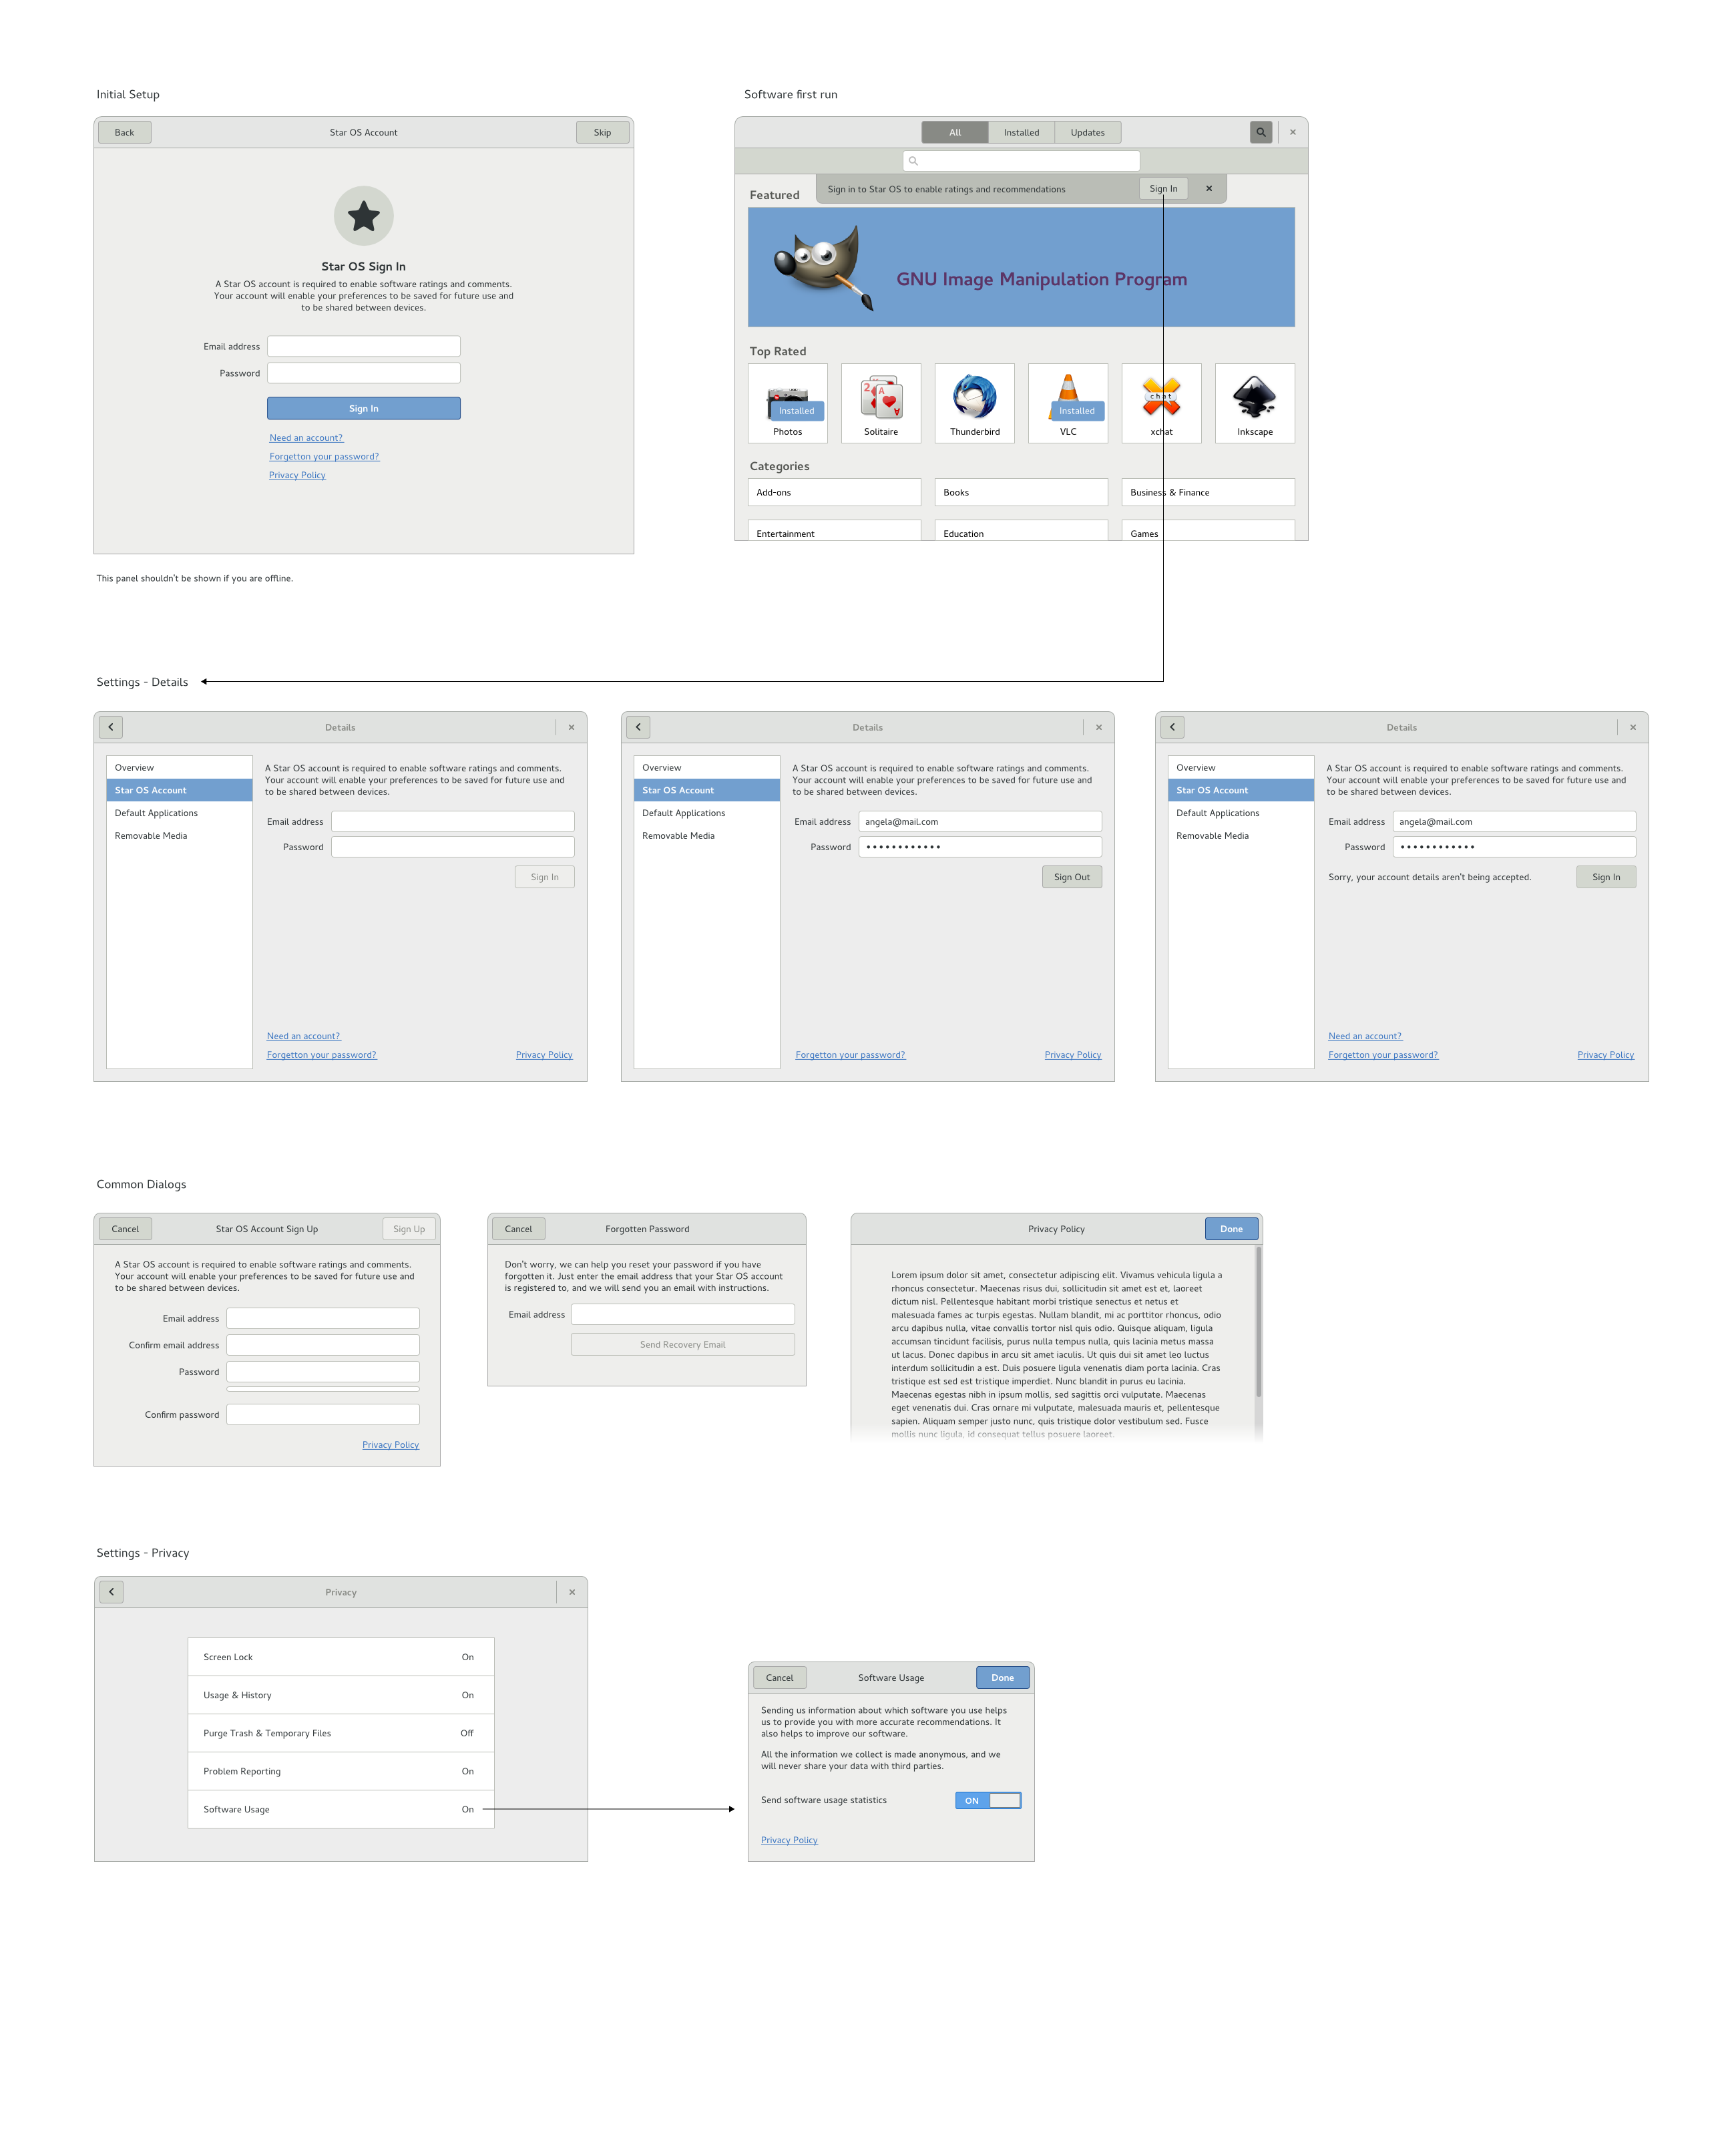 Initial Setup
Back
Star OS Account
Skip
Star OS Sign In
A Star OS account is required to enable software ratings and comments.
Your account will enable your preferences to be saved for future use and
to be shared between devices.
Email address
Password
Sign In
Need an account?
Forgetton your password?
Privacy Policy
This panel shouldn't be shown if you are offline.
Software first run
All
Installed
Updates
Sign in to Star OS to enable ratings and recommendations
Sign In
Featured
GNU Image Manipulation Program
Top Rated
Installed
Photos
2
A
A
Solitaire
Thunderbird
Installed
VLC
chat
xchat
Inkscape
Categories
Add-ons
Books
Business & Finance
Entertainment
Education
Games
Settings - Details
Details
Overview
Star OS Account
Default Applications
Removable Media
A Star OS account is required to enable software ratings and comments.
Your account will enable your preferences to be saved for future use and
to be shared between devices.
Email address
Password
Sign In
Need an account?
Forgetton your password?
Privacy Policy
Details
Overview
Star OS Account
Default Applications
Removable Media
A Star OS account is required to enable software ratings and comments.
Your account will enable your preferences to be saved for future use and
to be shared between devices.
Email address
angela@mail.com
Password
••••••••••••
Sign Out
Forgetton your password?
Privacy Policy
Details
Overview
Star OS Account
Default Applications
Removable Media
A Star OS account is required to enable software ratings and comments.
Your account will enable your preferences to be saved for future use and
to be shared between devices.
Email address
angela@mail.com
Password
••••••••••••
Sorry, your account details aren't being accepted.
Sign In
Need an account?
Forgetton your password?
Privacy Policy
Common Dialogs
Cancel
Star OS Account Sign Up
Sign Up
A Star OS account is required to enable software ratings and comments.
Your account will enable your preferences to be saved for future use and
to be shared between devices.
Email address
Confirm email address
Password
Confirm password
Privacy Policy
Cancel
Forgotten Password
Don't worry, we can help you reset your password if you have
forgotten it. Just enter the email address that your Star OS account
is registered to, and we will send you an email with instructions.
Email address
Send Recovery Email
Privacy Policy
Done
Lorem ipsum dolor sit amet, consectetur adipiscing elit. Vivamus vehicula ligula a
rhoncus consectetur. Maecenas risus dui, sollicitudin sit amet est et, laoreet
dictum nisl. Pellentesque habitant morbi tristique senectus et netus et
malesuada fames ac turpis egestas. Nullam blandit, mi ac porttitor rhoncus, odio
arcu dapibus nulla, vitae convallis tortor nisl quis odio. Quisque aliquam, ligula
accumsan tincidunt facilisis, purus nulla tempus nulla, quis lacinia metus massa
ut lacus. Donec dapibus in arcu sit amet iaculis. Ut quis dui sit amet leo luctus
interdum sollicitudin a est. Duis posuere ligula venenatis diam porta lacinia. Cras
tristique est sed est tristique imperdiet. Nunc blandit in purus eu lacinia.
Maecenas egestas nibh in ipsum mollis, sed sagittis orci vulputate. Maecenas
eget venenatis dui. Cras ornare mi vulputate, malesuada mauris et, pellentesque
sapien. Aliquam semper justo nunc, quis tristique dolor vestibulum sed. Fusce
mollis nunc ligula, id consequat tellus posuere laoreet.
Settings - Privacy
Privacy
Screen Lock
On
Usage & History
On
Purge Trash & Temporary Files
Off
Problem Reporting
On
Software Usage
On
Cancel
Software Usage
Done
Sending us information about which software you use helps
us to provide you with more accurate recommendations. It
also helps to improve our software.
All the information we collect is made anonymous, and we
will never share your data with third parties.
Send software usage statistics
ON
Privacy Policy